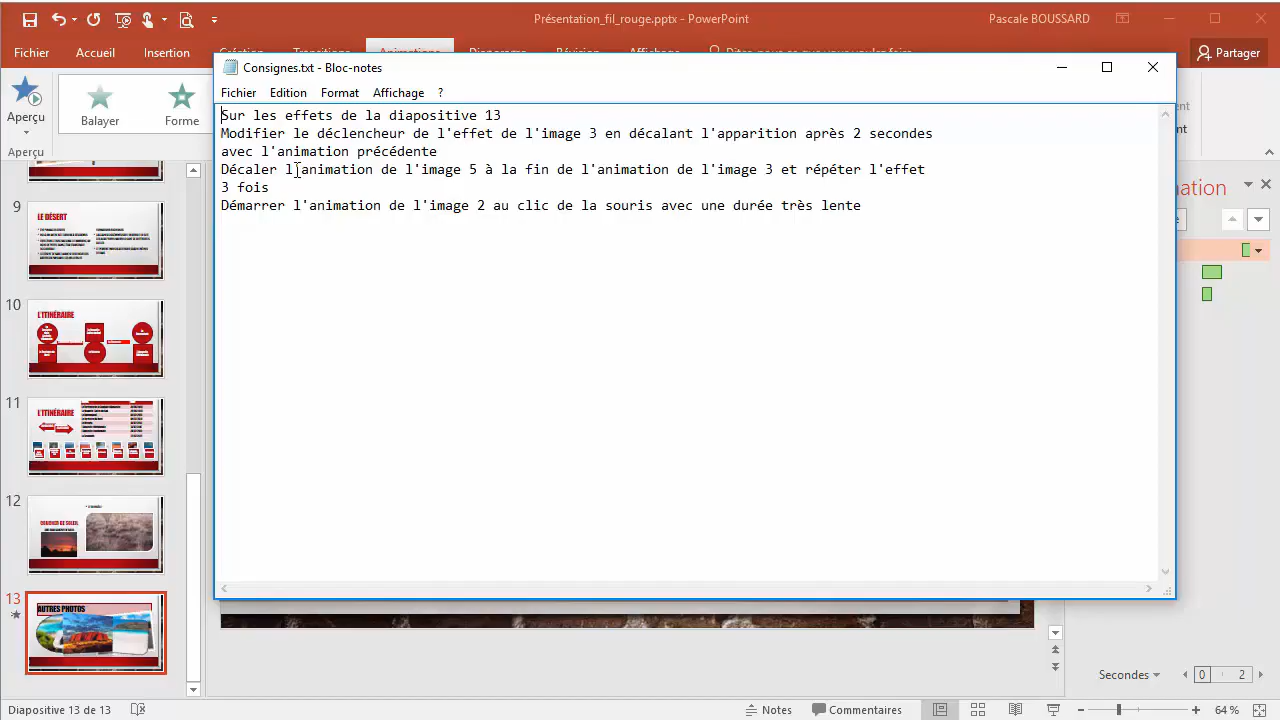 Présentation_fil_rouge.pptx - PowerPoint
Pascale BOUSSARD
Fichier
Accueil
Insertion
Partager
Aperçu
Balayer
Forme
Aperçu
Consignes.txt - Bloc-notes
Fichier Edition Format Affichage ?
Sur les effets de la diapositive 13
Modifier le déclencheur de l'effet de l'image 3 en décalant l'apparition après 2 secondes
avec l'animation précédente
Décaler l'animation de l'image 5 à la fin de l'animation de l'image 3 et répéter l'effet
3 fois
Démarrer l'animation de l'image 2 au clic de la souris avec une durée très lente
9
LE DÉSERT
10
L'ITINÉRAIRE
11
L'ITINÉRAIRE
12
COUCHER DE SOLEIL
13
AUTRES PHOTOS
Secondes
0
2
Diapositive 13 de 13
Notes
Commentaires
64 %